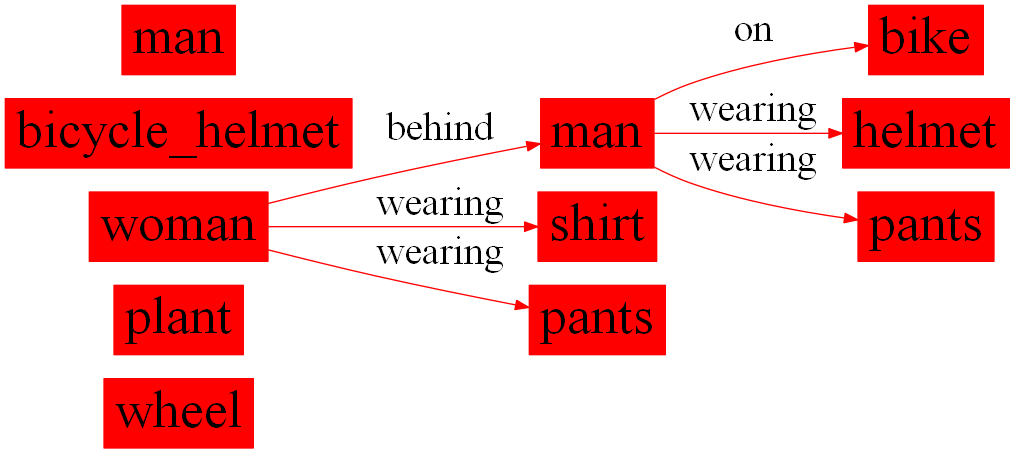 man
on
bike
bicycle_helmet
behind
man
wearing
helmet
wearing
woman
wearing
shirt
pants
wearing
plant
pants
wheel